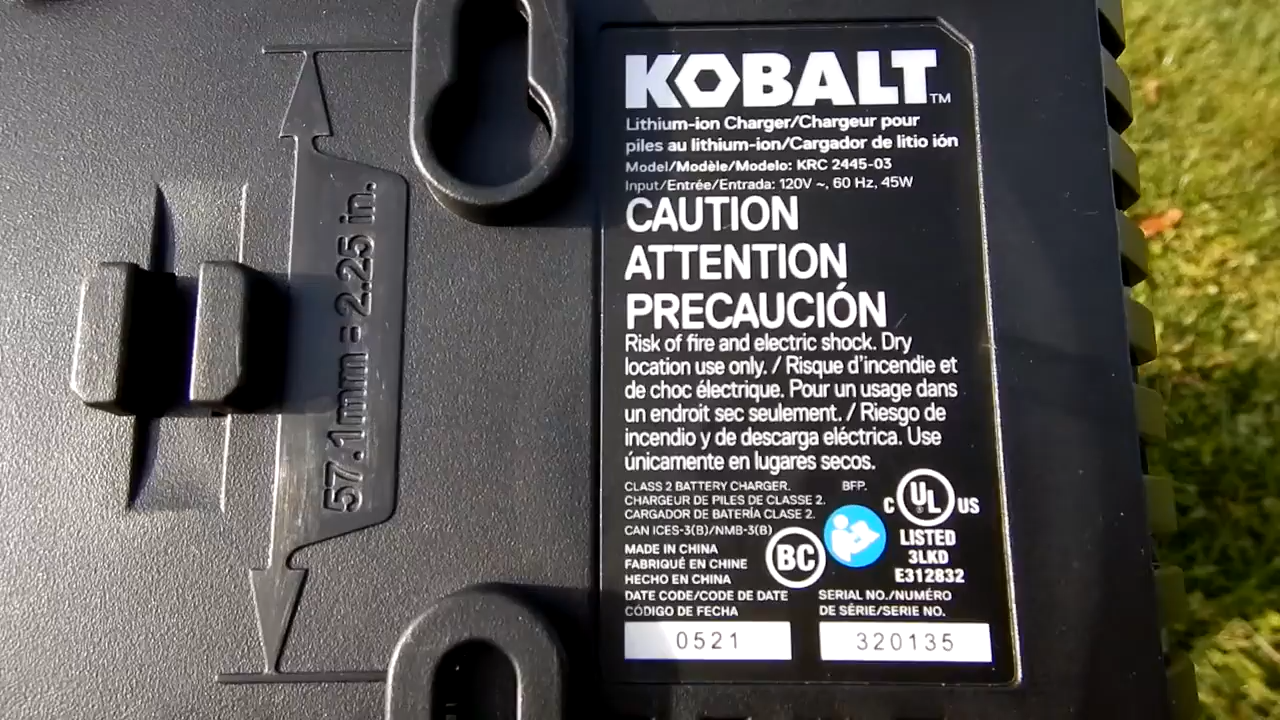 57.1mm = 2.25 in.
KOBALT™
Lithium-ion Charger/Chargeur pour
piles au lithium-ion/Cargador de litio ión
Model/Modèle/Modelo: KRC 2445-03
Input/Entrée/Entrada: 120V ~, 60 Hz, 45W
CAUTION
ATTENTION
PRECAUCIÓN
Risk of fire and electric shock. Dry
location use only. / Risque d'incendie et
de choc électrique. Pour un usage dans
un endroit sec seulement. / Riesgo de
incendio y de descarga eléctrica. Use
únicamente en lugares secos.
CLASS 2 BATTERY CHARGER. BFP.
CHARGEUR DE PILES DE CLASSE 2.
CARGADOR DE BATERÍA CLASE 2.
CAN ICES-3(B)/NMB-3(B)
MADE IN CHINA
FABRIQUÉ EN CHINE
HECHO EN CHINA
BC
C UL® US
LISTED
3LKD
E312832
DATE CODE/CODE DE DATE
CÓDIGO DE FECHA
0521
SERIAL NO./NUMÉRO
DE SÉRIE/SERIE NO.
320135